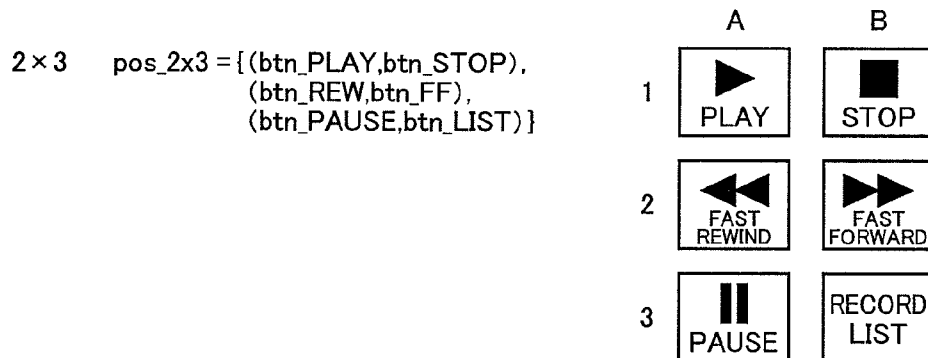 2×3 pos_2x3={(btn_PLAY,btn_STOP),
(btn_REW,btn_FF),
(btn_PAUSE,btn_LIST)}
A B
1 PLAY STOP
2 FAST REWIND FAST FORWARD
3 PAUSE RECORD LIST